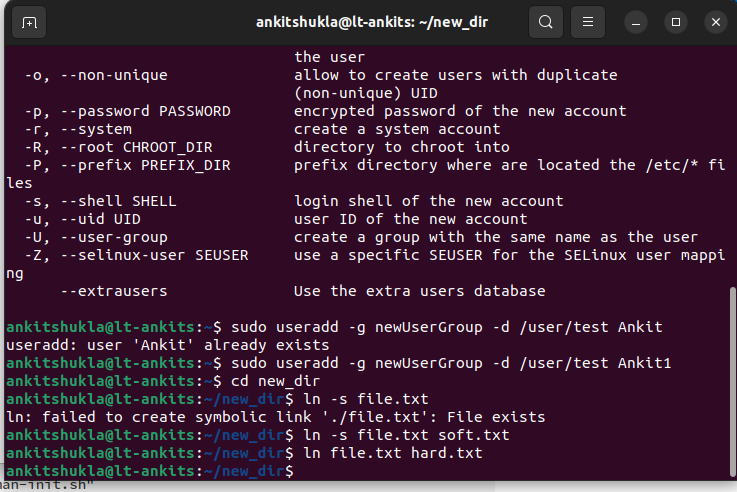 ankitshukla@lt-ankits: ~/new_dir
the user
-o, --non-unique allow to create users with duplicate
(non-unique) UID
-p, --password PASSWORD encrypted password of the new account
-r, --system create a system account
-R, --root CHROOT_DIR directory to chroot into
-P, --prefix PREFIX_DIR prefix directory where are located the /etc/* fi
les
-s, --shell SHELL login shell of the new account
-u, --uid UID user ID of the new account
-U, --user-group create a group with the same name as the user
-Z, --selinux-user SEUSER use a specific SEUSER for the SELinux user mappi
ng
--extrausers Use the extra users database
ankitshukla@lt-ankits:~$ sudo useradd -g newUserGroup -d /user/test Ankit
useradd: user 'Ankit' already exists
ankitshukla@lt-ankits:~$ sudo useradd -g newUserGroup -d /user/test Ankit1
ankitshukla@lt-ankits:~$ cd new_dir
ankitshukla@lt-ankits:~/new_dir$ ln -s file.txt
ln: failed to create symbolic link './file.txt': File exists
ankitshukla@lt-ankits:~/new_dir$ ln -s file.txt soft.txt
ankitshukla@lt-ankits:~/new_dir$ ln file.txt hard.txt
ankitshukla@lt-ankits:~/new_dir$
an-init.sh"